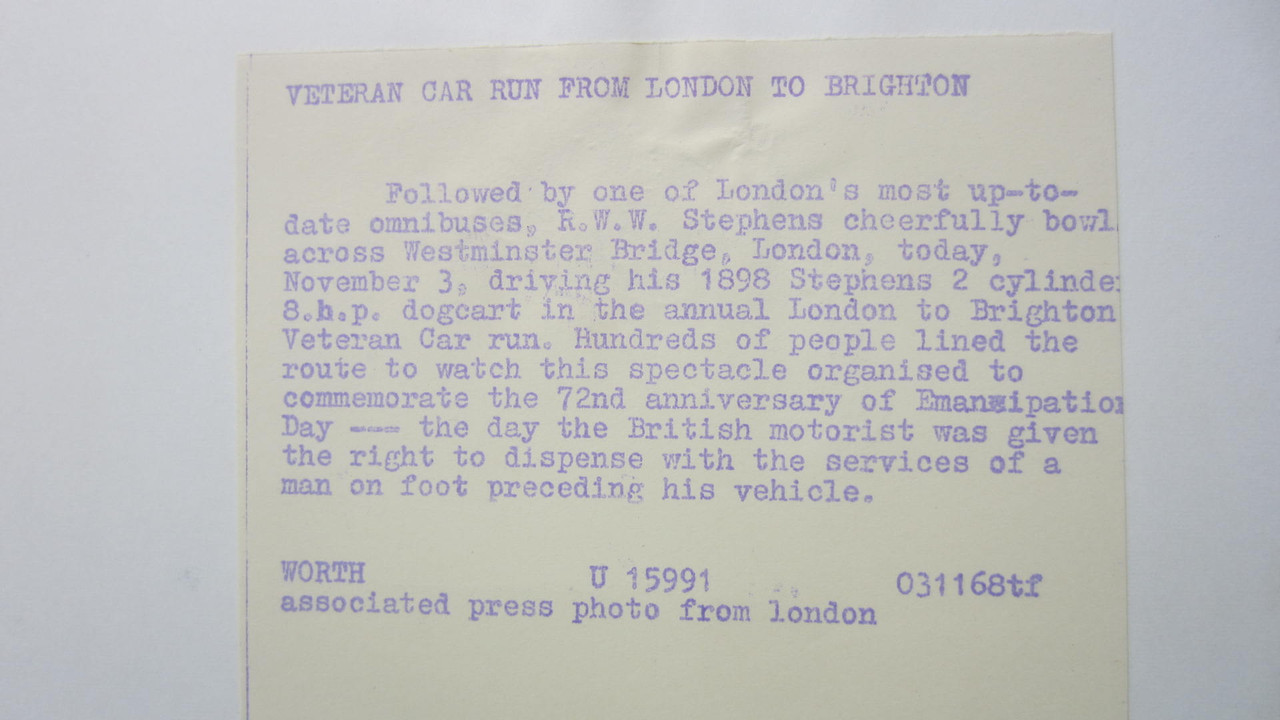 VETERAN CAR RUN FROM LONDON TO BRIGHTON
Followed by one of London's most up-to-
date omnibuses, R.W.W. Stephens cheerfully bowl
across Westminster Bridge, London, today,
November 3, driving his 1898 Stephens 2 cylinde
8.h.p. dogcart in the annual London to Brighton
Veteran Car run. Hundreds of people lined the
route to watch this spectacle organised to
commemorate the 72nd anniversary of Emansipation
Day --- the day the British motorist was given
the right to dispense with the services of a
man on foot preceding his vehicle.
WORTH U 15991 031168tf
associated press photo from london